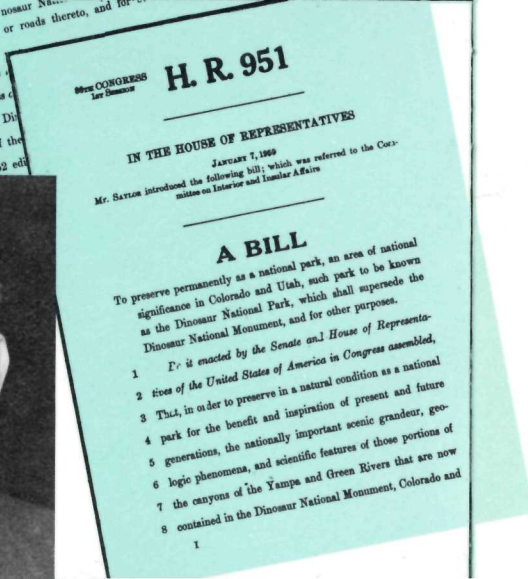 nosaur
or roads thereto, and for
the
CONGRESS
1ST SESSION
H. R. 951
IN THE HOUSE OF REPRESENTATIVES
JANUARY 7,
Mr. SAYLOR introduced the following bill; which was referred to the Com-
mittee on Interior and Insular Affairs
A BILL
To preserve permanently as a national park, an area of national
significance in Colorado and Utah, such park to be known
as the Dinosaur National Park, which shall supersede the
Dinosaur National Monument, and for other purposes.
1 Be it enacted by the Senate and House of Representa-
2 tives of the United States of America in Congress assembled,
3 That, in order to preserve in a natural condition as a national
4 park for the benefit and inspiration of present and future
5 generations, the nationally important scenic grandeur, geo-
6 logic phenomena, and scientific features of those portions of
7 the canyons of the Yampa and Green Rivers that are now
8 contained in the Dinosaur National Monument, Colorado and
I